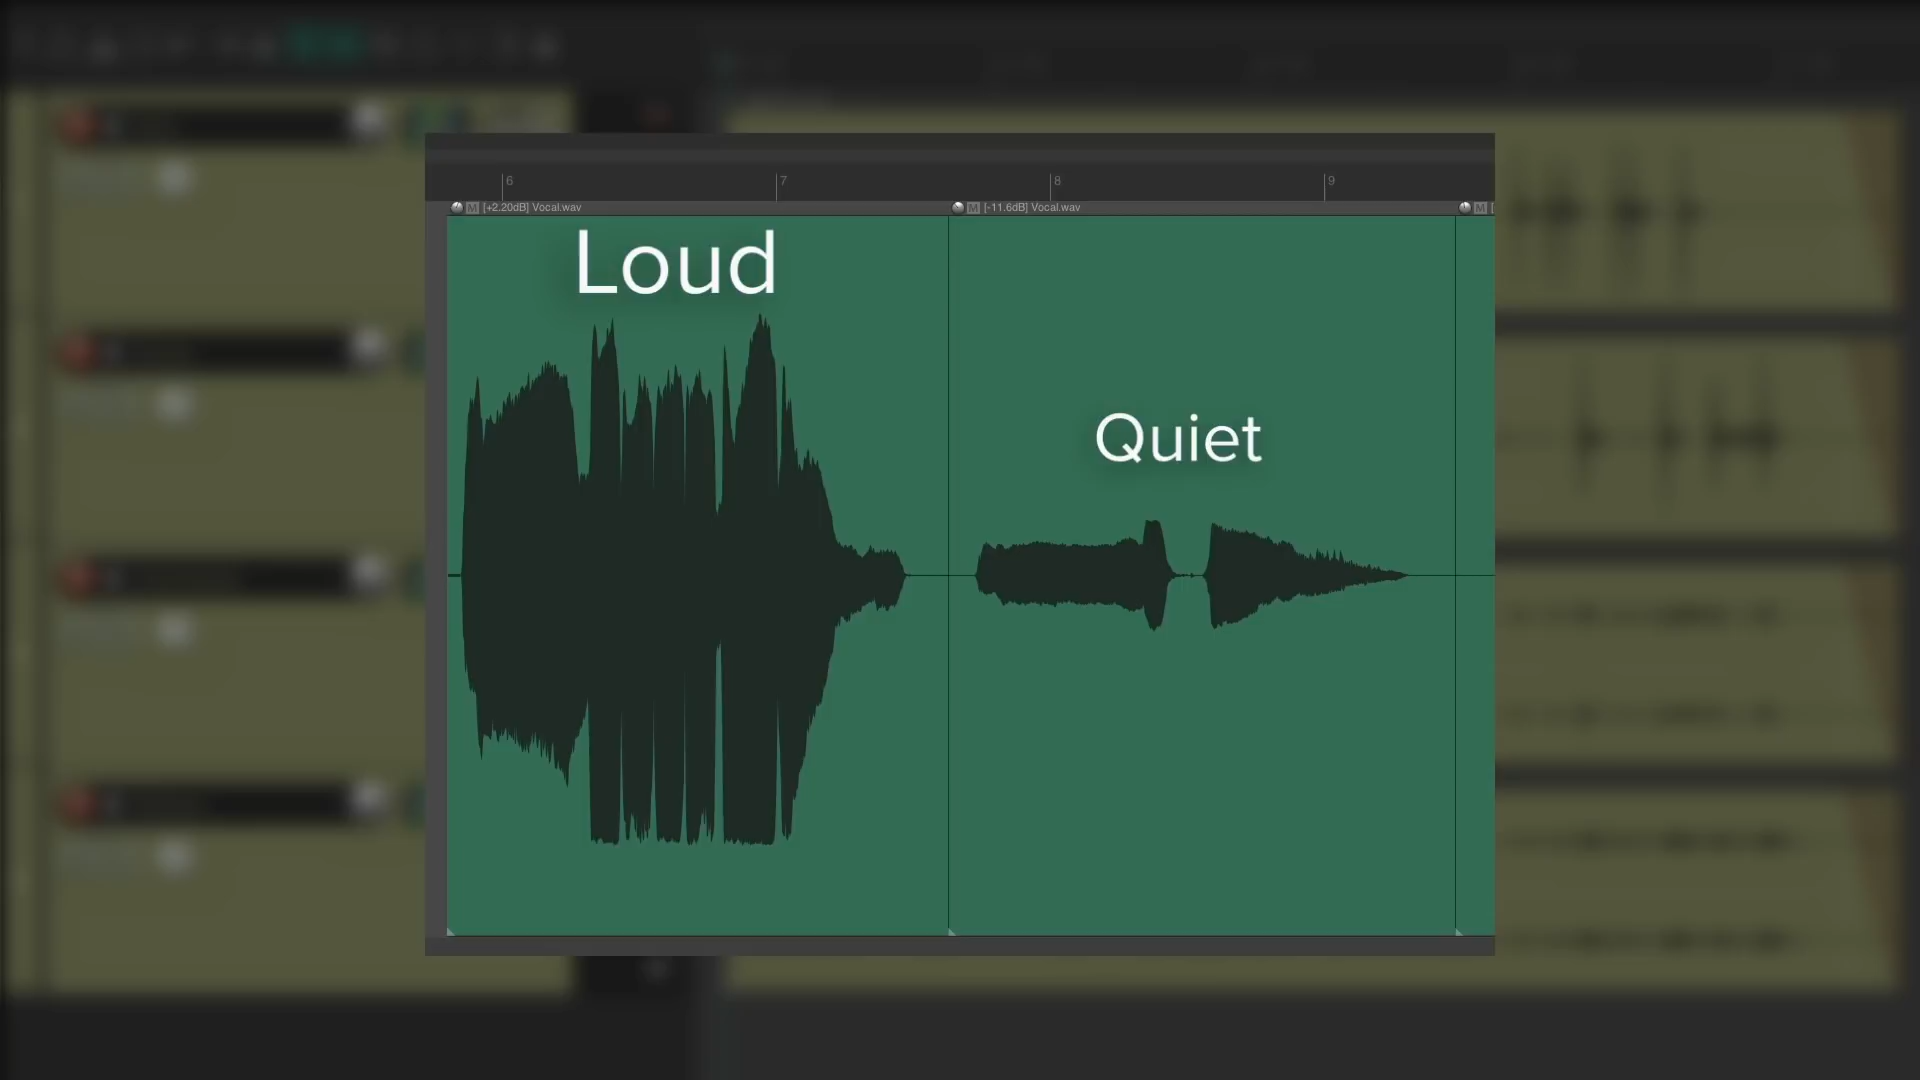 6 7 8 9
M [+2.20dB] Vocal.wav M [-11.6dB] Vocal.wav M [
Loud
Quiet